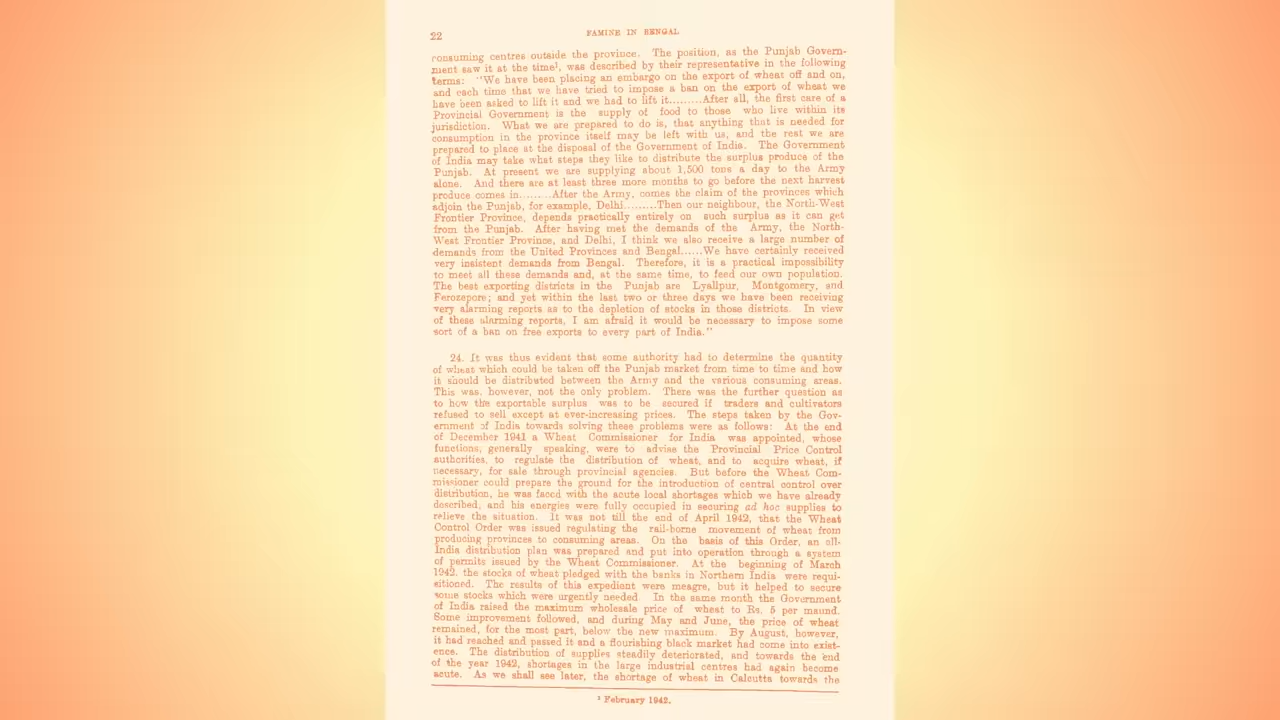 22
FAMINE IN BENGAL
consuming centres outside the province. The position, as the Punjab Govern-
ment saw it at the time¹, was described by their representative in the following
terms: "We have been placing an embargo on the export of wheat off and on,
and each time that we have tried to impose a ban on the export of wheat we
have been asked to lift it and we had to lift it.........After all, the first care of a
Provincial Government is the supply of food to those who live within its
jurisdiction. What we are prepared to do is, that anything that is needed for
consumption in the province itself may be left with us, and the rest we are
prepared to place at the disposal of the Government of India. The Government
of India may take what steps they like to distribute the surplus produce of the
Punjab. At present we are supplying about 1,500 tons a day to the Army
alone. And there are at least three more months to go before the next harvest
produce comes in.........After the Army, comes the claim of the provinces which
adjoin the Punjab, for example, Delhi.........Then our neighbour, the North-West
Frontier Province, depends practically entirely on such surplus as it can get
from the Punjab. After having met the demands of the Army, the North-
West Frontier Province, and Delhi, I think we also receive a large number of
demands from the United Provinces and Bengal......We have certainly received
very insistent demands from Bengal. Therefore, it is a practical impossibility
to meet all these demands and, at the same time, to feed our own population.
The best exporting districts in the Punjab are Lyallpur, Montgomery, and
Ferozepore; and yet within the last two or three days we have been receiving
very alarming reports as to the depletion of stocks in those districts. In view
of these alarming reports, I am afraid it would be necessary to impose some
sort of a ban on free exports to every part of India."
24. It was thus evident that some authority had to determine the quantity
of wheat which could be taken off the Punjab market from time to time and how
it should be distributed between the Army and the various consuming areas.
This was, however, not the only problem. There was the further question as
to how the exportable surplus was to be secured if traders and cultivators
refused to sell except at ever-increasing prices. The steps taken by the Gov-
ernment of India towards solving these problems were as follows: At the end
of December 1941 a Wheat Commissioner for India was appointed, whose
functions, generally speaking, were to advise the Provincial Price Control
authorities, to regulate the distribution of wheat, and to acquire wheat, if
necessary, for sale through provincial agencies. But before the Wheat Com-
missioner could prepare the ground for the introduction of central control over
distribution, he was faced with the acute local shortages which we have already
described, and his energies were fully occupied in securing ad hoc supplies to
relieve the situation. It was not till the end of April 1942, that the Wheat
Control Order was issued regulating the rail-borne movement of wheat from
producing provinces to consuming areas. On the basis of this Order, an all-
India distribution plan was prepared and put into operation through a system
of permits issued by the Wheat Commissioner. At the beginning of March
1942, the stocks of wheat pledged with the banks in Northern India were requi-
sitioned. The results of this expedient were meagre, but it helped to secure
some stocks which were urgently needed. In the same month the Government
of India raised the maximum wholesale price of wheat to Rs. 5 per maund.
Some improvement followed, and during May and June, the price of wheat
remained, for the most part, below the new maximum. By August, however,
it had reached and passed it and a flourishing black market had come into exist-
ence. The distribution of supplies steadily deteriorated, and towards the end
of the year 1942, shortages in the large industrial centres had again become
acute. As we shall see later, the shortage of wheat in Calcutta towards the
¹ February 1942.